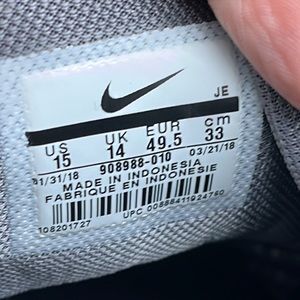 JE
US UK EUR cm
15 14 49.5 33
908988-010
01/31/18 03/21/18
MADE IN INDONESIA
FABRIQUE EN INDONESIE
108201727
UPC 00888411924760